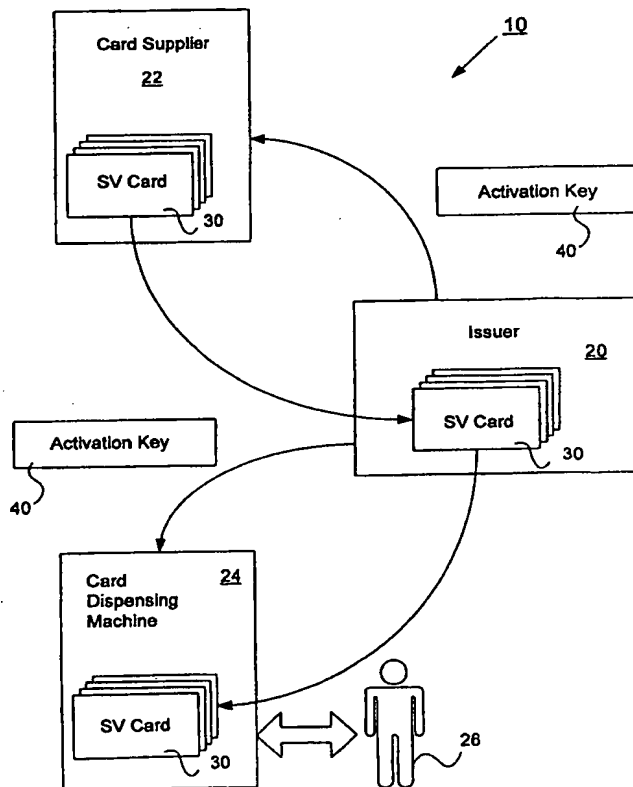 Card Supplier
22
10
SV Card
30
Activation Key
40
Issuer
20
SV Card
30
Activation Key
40
Card
Dispensing
Machine
24
SV Card
30
26